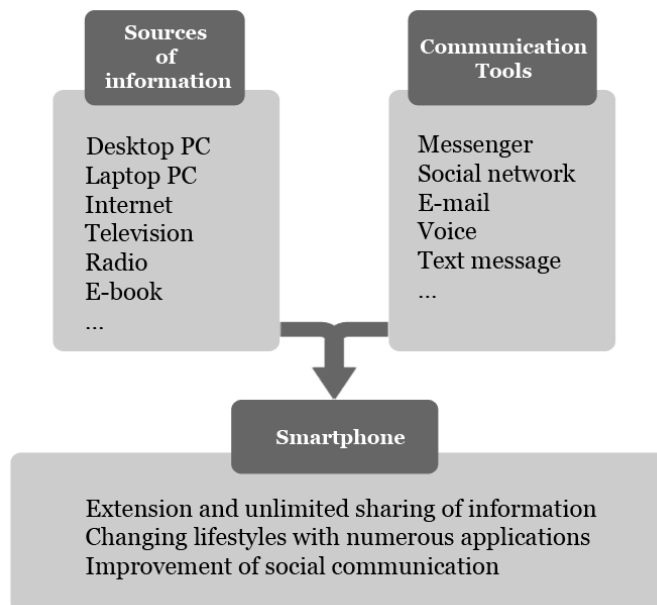 Sources
of
information
Desktop PC
Laptop PC
Internet
Television
Radio
E-book
...
Communication
Tools
Messenger
Social network
E-mail
Voice
Text message
...
Smartphone
Extension and unlimited sharing of information
Changing lifestyles with numerous applications
Improvement of social communication